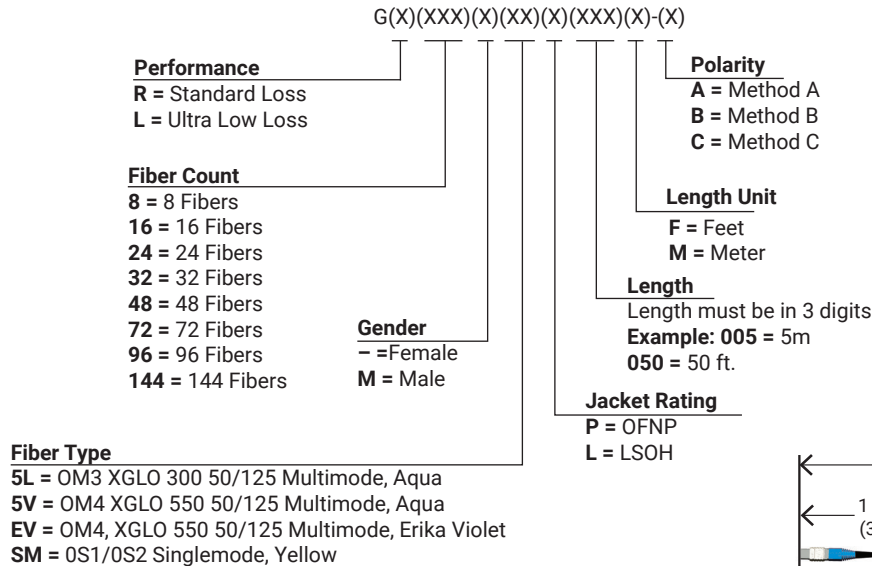 G(X)(XXX)(X)(XX)(X)(XXX)(X)-(X)
Performance
R = Standard Loss
L = Ultra Low Loss
Fiber Count
8 = 8 Fibers
16 = 16 Fibers
24 = 24 Fibers
32 = 32 Fibers
48 = 48 Fibers
72 = 72 Fibers
96 = 96 Fibers
144 = 144 Fibers
Gender
– =Female
M = Male
Fiber Type
5L = OM3 XGLO 300 50/125 Multimode, Aqua
5V = OM4 XGLO 550 50/125 Multimode, Aqua
EV = OM4, XGLO 550 50/125 Multimode, Erika Violet
SM = 0S1/0S2 Singlemode, Yellow
Polarity
A = Method A
B = Method B
C = Method C
Length Unit
F = Feet
M = Meter
Length
Length must be in 3 digits
Example: 005 = 5m
050 = 50 ft.
Jacket Rating
P = OFNP
L = LSOH
1
(3